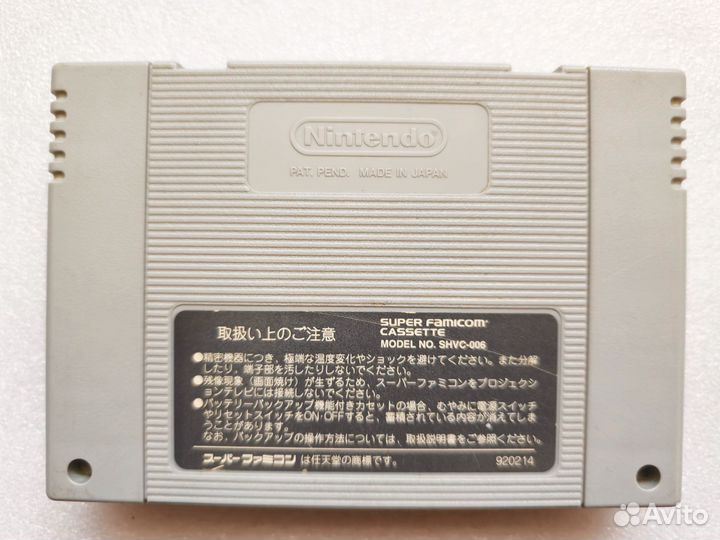 Nintendo®
PAT. PEND. MADE IN JAPAN
取扱い上のご注意
SUPER FAMICOM
CASSETTE
MODEL NO. SHVC-006
●精密機器につき、極端な温度変化やショックを避けてください。また分解
したり、端子部を汚したりしないでください。
●残像現象（画面焼け）が生ずるため、スーパーファミコンをプロジェクシ
ョンテレビには接続しないでください。
●バッテリーバックアップ機能付きカセットの場合、むやみに電源スイッチ
やリセットスイッチをON/OFFすると、蓄積されている内容が消えてしま
うことがあります。
なお、バックアップの操作方法については、取扱説明書をご参照ください。
スーパーファミコン は任天堂の商標です。
920214
Avito